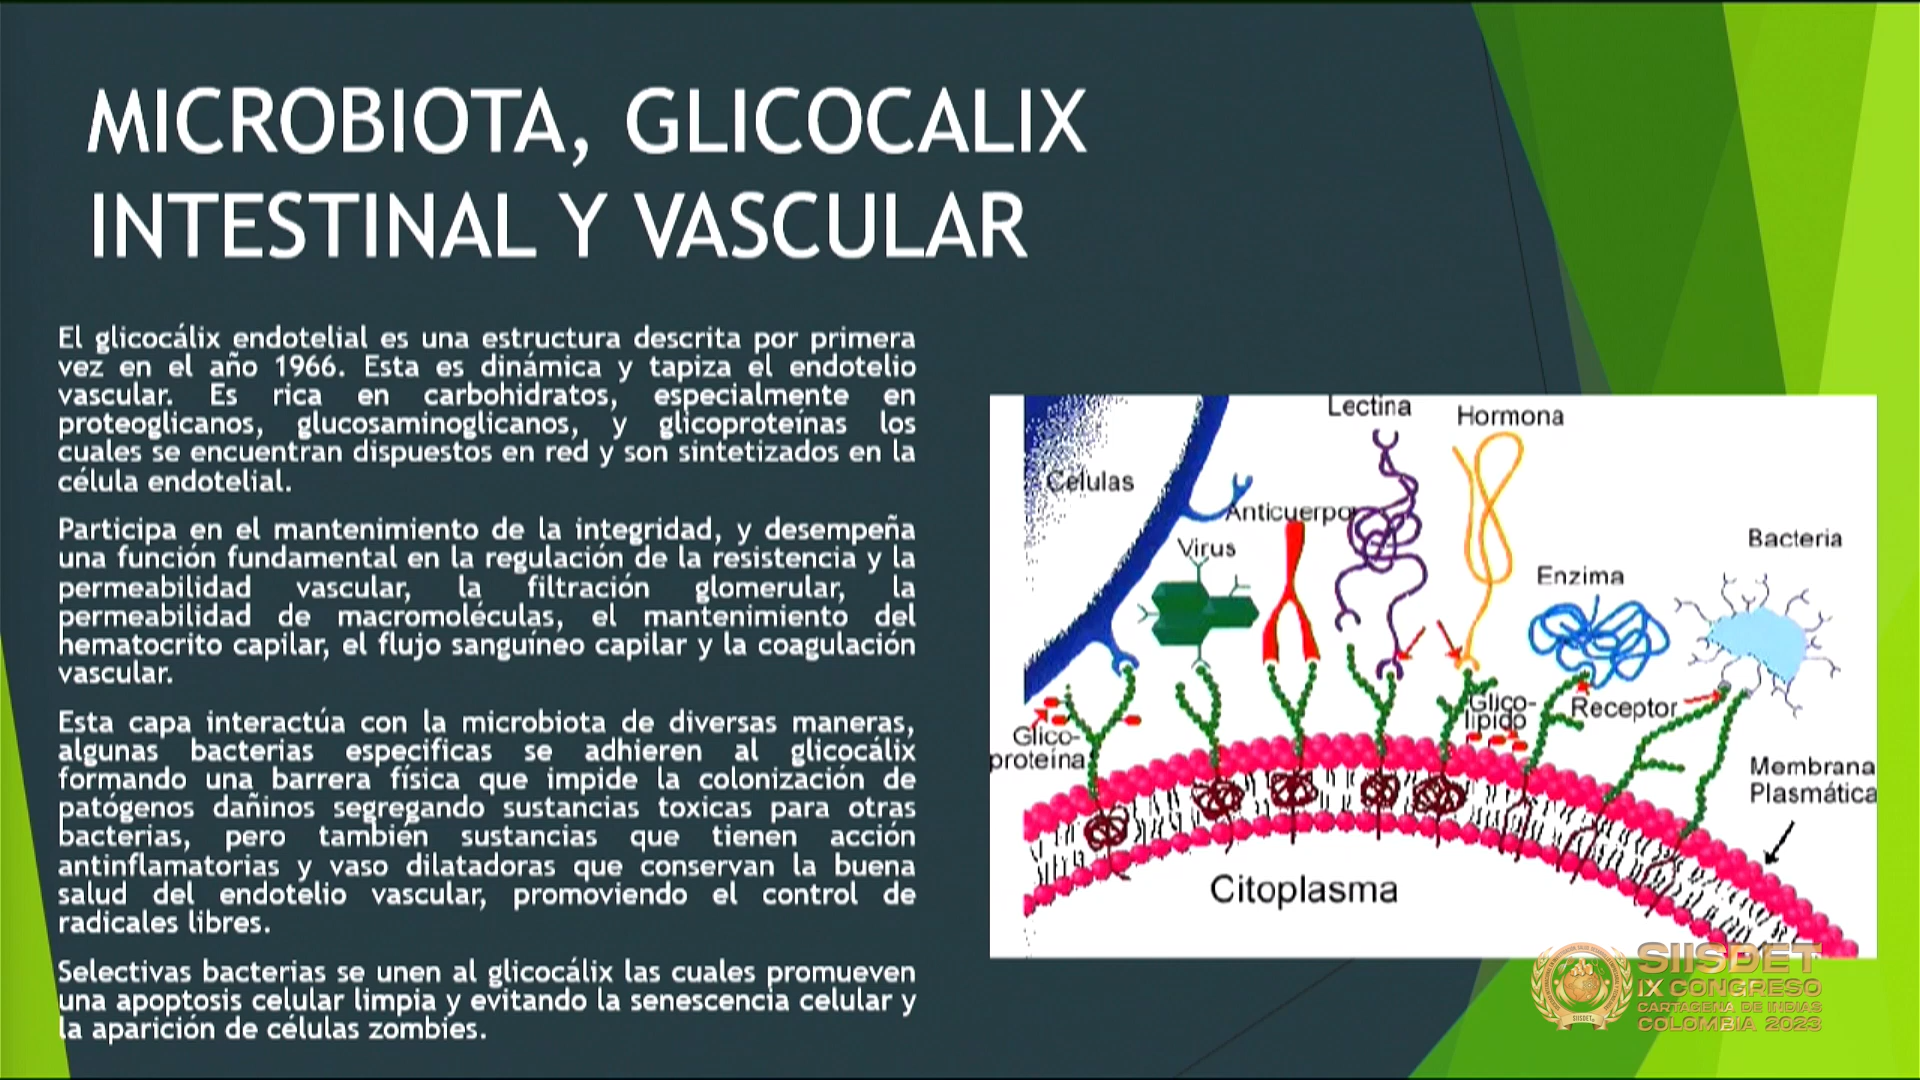 MICROBIOTA, GLICOCALIX
INTESTINAL Y VASCULAR
El glicocálix endotelial es una estructura descrita por primera
vez en el año 1966. Esta es dinámica y tapiza el endotelio
vascular. Es rica en carbohidratos, especialmente en
proteoglicanos, glucosaminoglicanos, y glicoproteínas los
cuales se encuentran dispuestos en red y son sintetizados en la
célula endotelial.
Participa en el mantenimiento de la integridad, y desempeña
una función fundamental en la regulación de la resistencia y la
permeabilidad vascular, la filtración glomerular, la
permeabilidad de macromoléculas, el mantenimiento del
hematocrito capilar, el flujo sanguíneo capilar y la coagulación
vascular.
Esta capa interactúa con la microbiota de diversas maneras,
algunas bacterias especificas se adhieren al glicocálix
formando una barrera física que impide la colonización de
patógenos dañinos segregando sustancias toxicas para otras
bacterias, pero también sustancias que tienen acción
antinflamatorias y vaso dilatadoras que conservan la buena
salud del endotelio vascular, promoviendo el control de
radicales libres.
Selectivas bacterias se unen al glicocálix las cuales promueven
una apoptosis celular limpia y evitando la senescencia celular y
la aparición de células zombies.
Lectina
Hormona
Células
Anticuerpo
Virus
Bacteria
Enzima
Glico-
lípido
Receptor
Glico-
proteína
Membrana
Plasmática
Citoplasma
SIISDET
IX CONGRESO
CARTAGENA DE INDIAS
COLOMBIA 2023